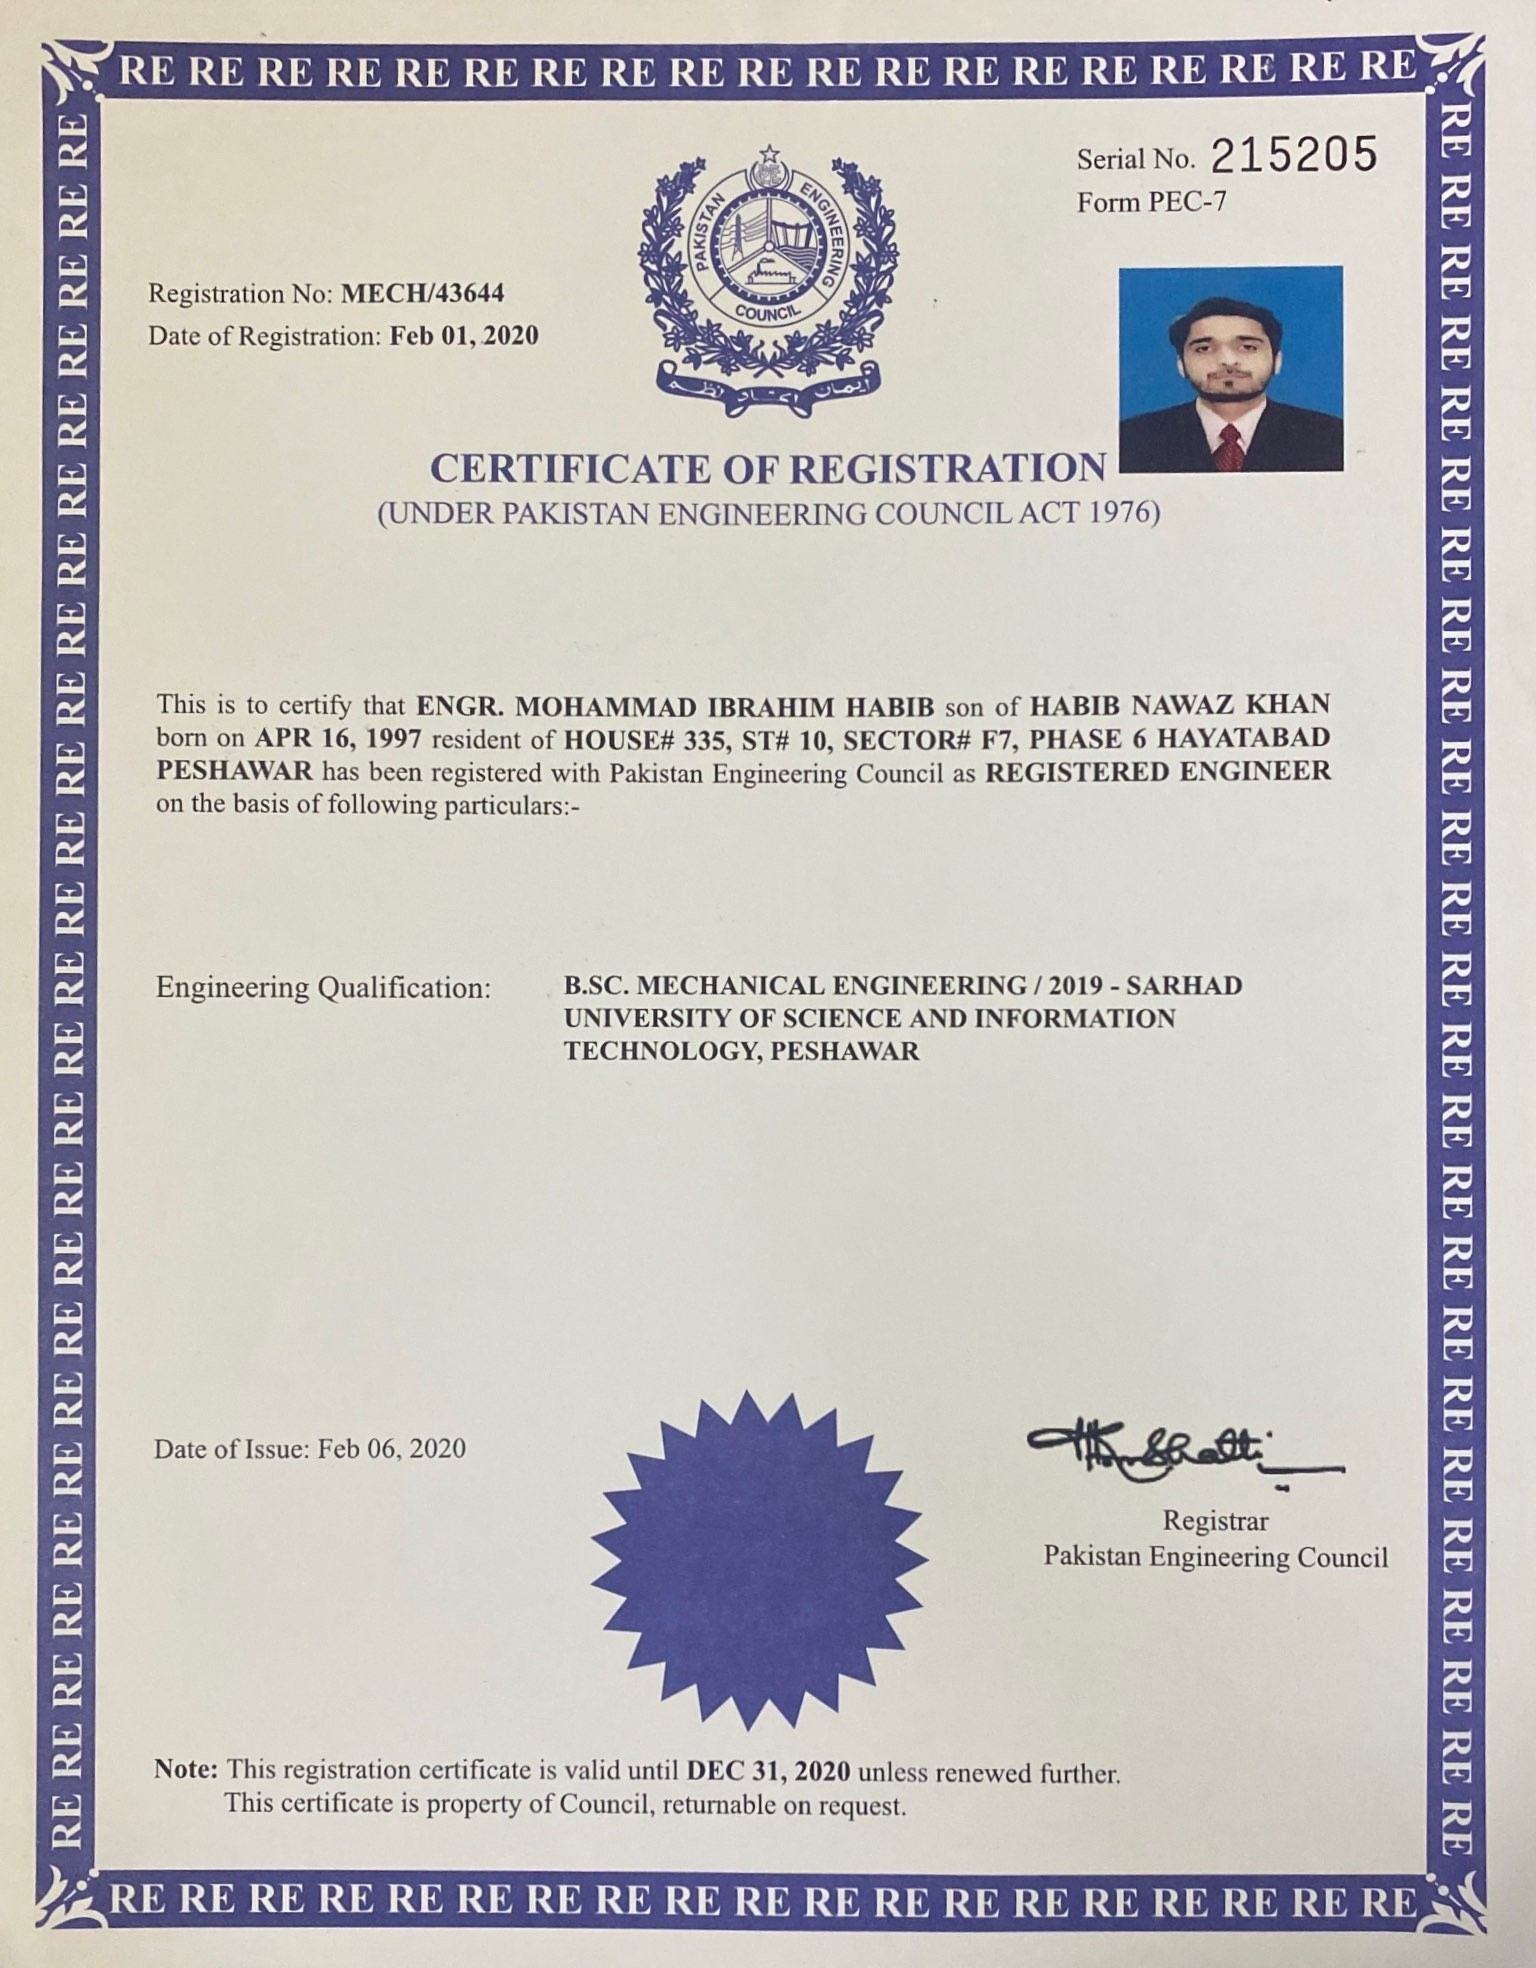 RE RE RE RE RE RE RE RE RE RE RE RE RE RE RE RE RE RE RE
Serial No. 215205
Form PEC-7
PAKISTAN ENGINEERING COUNCIL
ایمان اتحاد نظم
Registration No: MECH/43644
Date of Registration: Feb 01, 2020
CERTIFICATE OF REGISTRATION
(UNDER PAKISTAN ENGINEERING COUNCIL ACT 1976)
This is to certify that ENGR. MOHAMMAD IBRAHIM HABIB son of HABIB NAWAZ KHAN
born on APR 16, 1997 resident of HOUSE# 335, ST# 10, SECTOR# F7, PHASE 6 HAYATABAD
PESHAWAR has been registered with Pakistan Engineering Council as REGISTERED ENGINEER
on the basis of following particulars:-
Engineering Qualification: B.SC. MECHANICAL ENGINEERING / 2019 - SARHAD
UNIVERSITY OF SCIENCE AND INFORMATION
TECHNOLOGY, PESHAWAR
Date of Issue: Feb 06, 2020
Registrar
Pakistan Engineering Council
Note: This registration certificate is valid until DEC 31, 2020 unless renewed further.
This certificate is property of Council, returnable on request.
RE RE RE RE RE RE RE RE RE RE RE RE RE RE RE RE RE RE RE